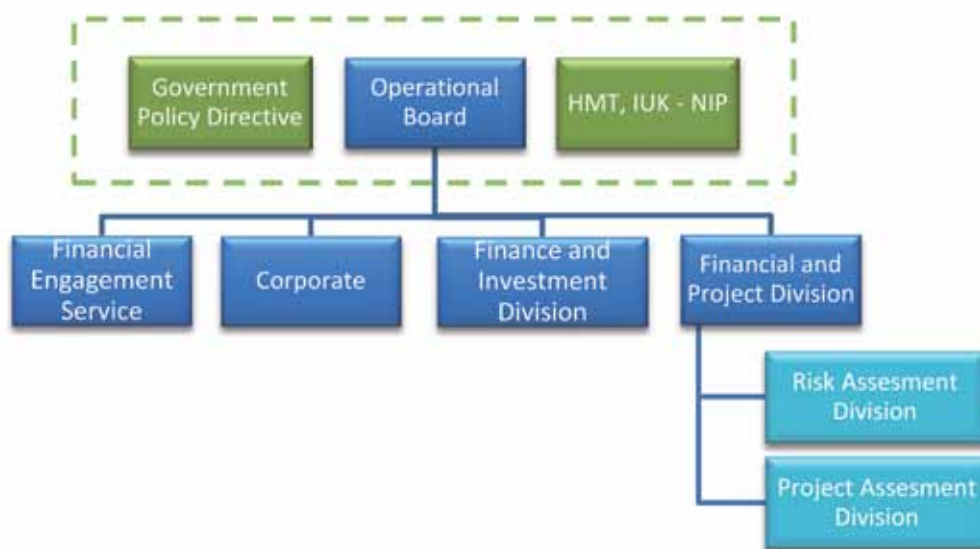 Government
Policy Directive
Operational
Board
HMT, IUK - NIP
Financial
Engagement
Service
Corporate
Finance and
Investment
Division
Financial and
Project Division
Risk Assesment
Division
Project Assesment
Division